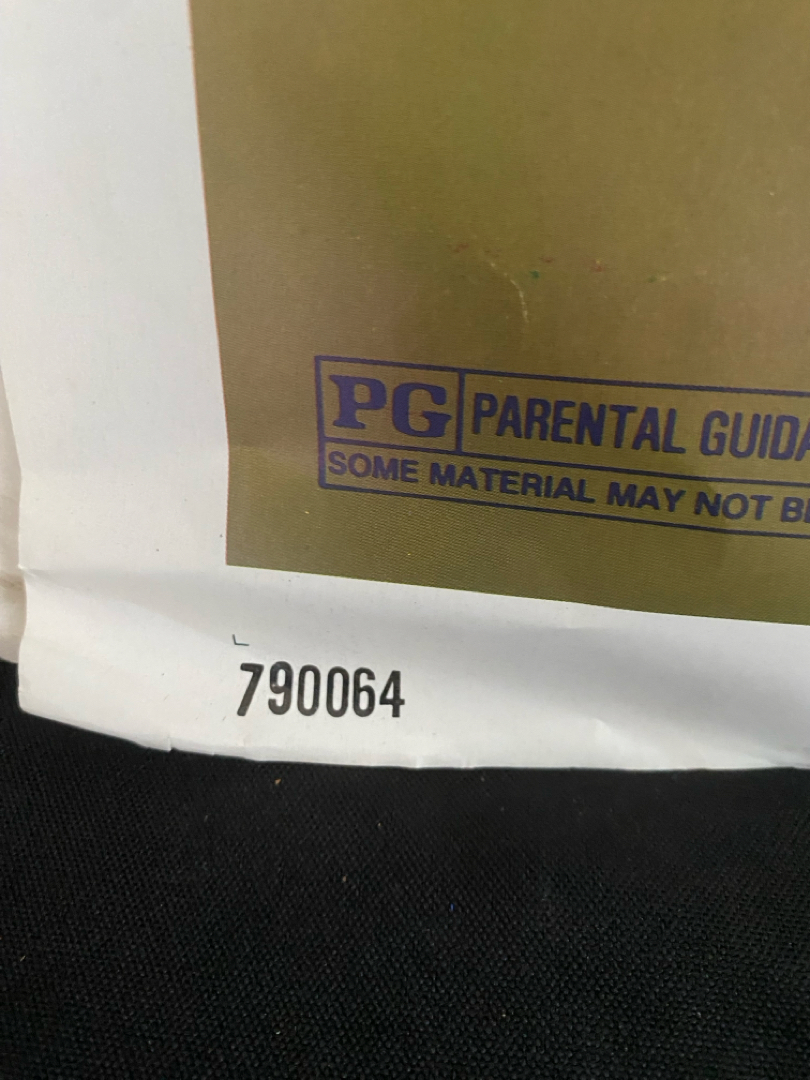 PG PARENTAL GUIDA
SOME MATERIAL MAY NOT B
790064